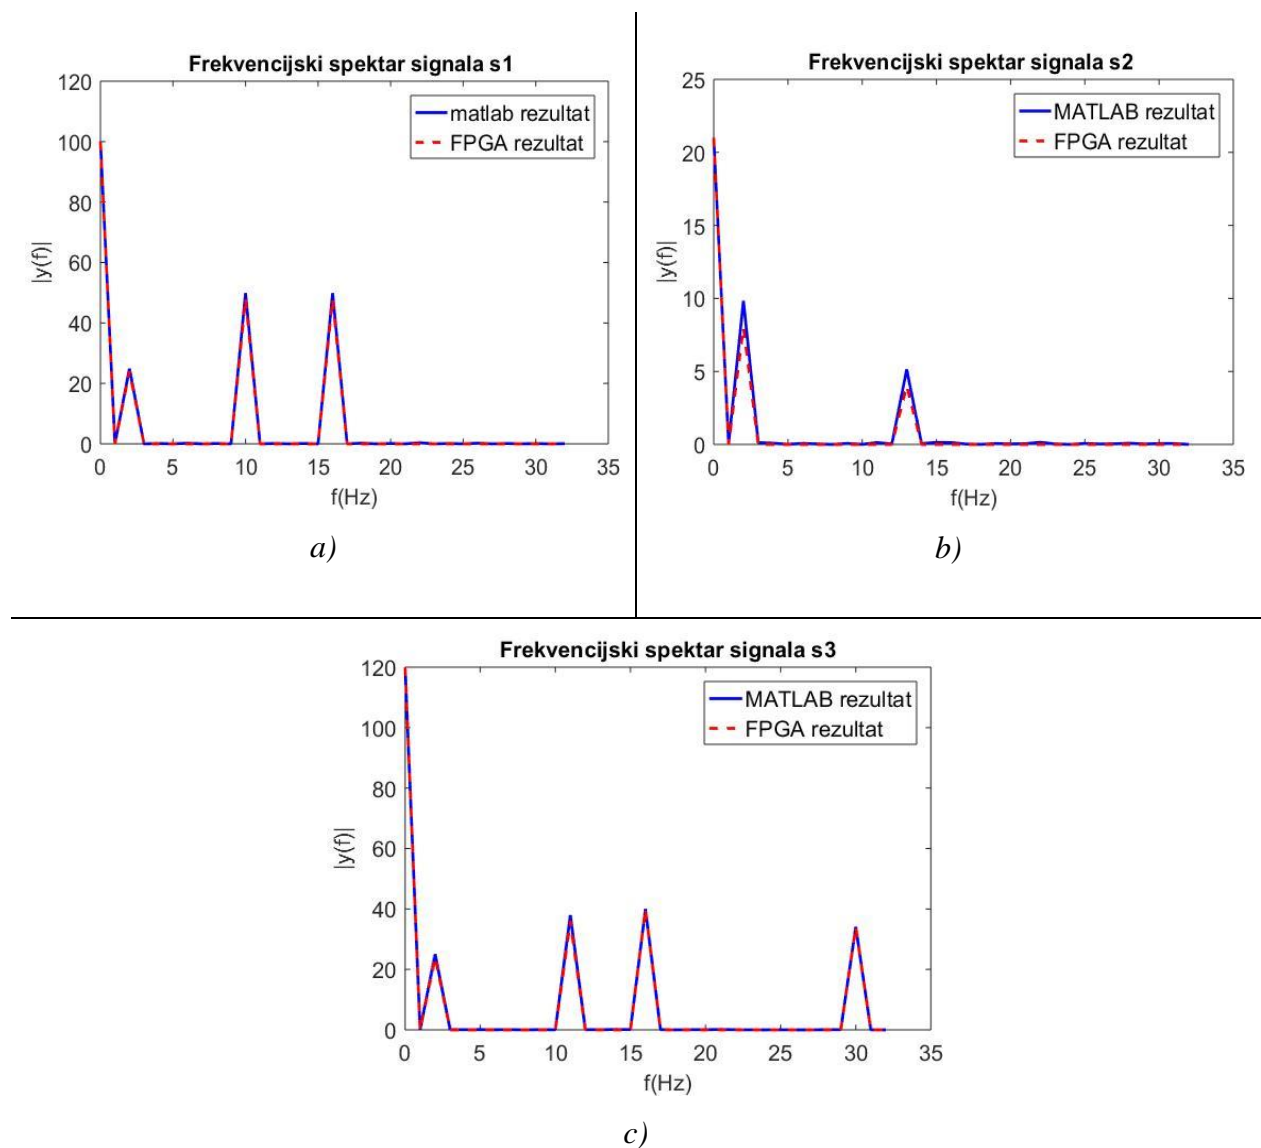 Frekvencijski spektar signala s1
120
100
80
60
40
20
0
|y(f)|
matlab rezultat
FPGA rezultat
0 5 10 15 20 25 30 35
f(Hz)
a)
Frekvencijski spektar signala s2
25
20
15
10
5
0
|y(f)|
MATLAB rezultat
FPGA rezultat
0 5 10 15 20 25 30 35
f(Hz)
b)
Frekvencijski spektar signala s3
120
100
80
60
40
20
0
|y(f)|
MATLAB rezultat
FPGA rezultat
0 5 10 15 20 25 30 35
f(Hz)
c)